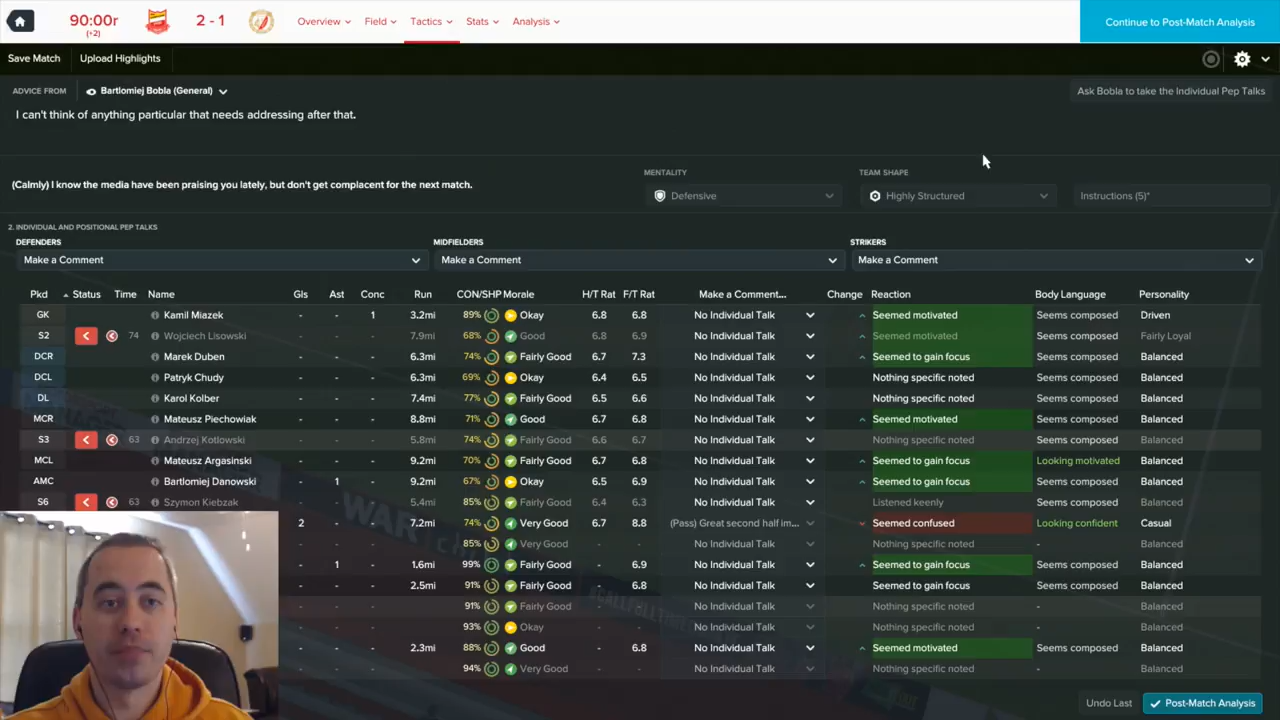 90:00r 2 - 1 Overview Field Tactics Stats Analysis Continue to Post-Match Analysis
(+2)
Save Match Upload Highlights
ADVICE FROM Bartlomiej Bobla (General) Ask Bobla to take the Individual Pep Talks
I can't think of anything particular that needs addressing after that.
MENTALITY TEAM SHAPE
(Calmly) I know the media have been praising you lately, but don't get complacent for the next match. Defensive Highly Structured Instructions (5)*
2. INDIVIDUAL AND POSITIONAL PEP TALKS
DEFENDERS MIDFIELDERS STRIKERS
Make a Comment Make a Comment Make a Comment
Pkd Status Time Name Gls Ast Conc Run CON/SHP Morale H/T Rat F/T Rat Make a Comment... Change Reaction Body Language Personality
GK Kamil Miazek - - 1 3.2mi 89% Okay 6.8 6.8 No Individual Talk Seemed motivated Seems composed Driven
S2 74 Wojciech Lisowski - - - 7.9mi 68% Good 6.8 6.9 No Individual Talk Seemed motivated Seems composed Fairly Loyal
DCR Marek Duben - - - 6.3mi 74% Fairly Good 6.7 7.3 No Individual Talk Seemed to gain focus Seems composed Balanced
DCL Patryk Chudy - - - 6.3mi 69% Okay 6.4 6.5 No Individual Talk Nothing specific noted Seems composed Balanced
DL Karol Kolber - - - 7.4mi 77% Fairly Good 6.5 6.6 No Individual Talk Nothing specific noted Seems composed Balanced
MCR Mateusz Piechowiak - - - 8.8mi 71% Good 6.7 6.8 No Individual Talk Seemed motivated Seems composed Balanced
S3 63 Andrzej Kotlowski - - - 5.8mi 74% Fairly Good 6.6 6.7 No Individual Talk Nothing specific noted Seems composed Balanced
MCL Mateusz Argasinski - - - 9.2mi 70% Fairly Good 6.7 6.8 No Individual Talk Seemed to gain focus Looking motivated Balanced
AMC Bartlomiej Danowski - 1 - 9.2mi 67% Okay 6.5 6.9 No Individual Talk Seemed to gain focus Seems composed Balanced
S6 63 Szymon Kiebzak - - - 5.4mi 85% Fairly Good 6.4 6.3 No Individual Talk Listened keenly Seems composed Balanced
2 - - 7.2mi 74% Very Good 6.7 8.8 (Pass) Great second half im... Seemed confused Looking confident Casual
- - - 85% Very Good - - No Individual Talk Nothing specific noted - Balanced
- 1 - 1.6mi 99% Fairly Good - 6.9 No Individual Talk Seemed to gain focus Seems composed Balanced
- - - 2.5mi 91% Fairly Good - 6.8 No Individual Talk Seemed to gain focus Seems composed Balanced
- - - 91% Fairly Good - - No Individual Talk Nothing specific noted - Balanced
- - - 93% Okay - - No Individual Talk Nothing specific noted - Balanced
- - - 2.3mi 88% Good - 6.8 No Individual Talk Seemed motivated Seems composed Balanced
- - - 94% Very Good - - No Individual Talk Nothing specific noted - Balanced
Undo Last Post-Match Analysis